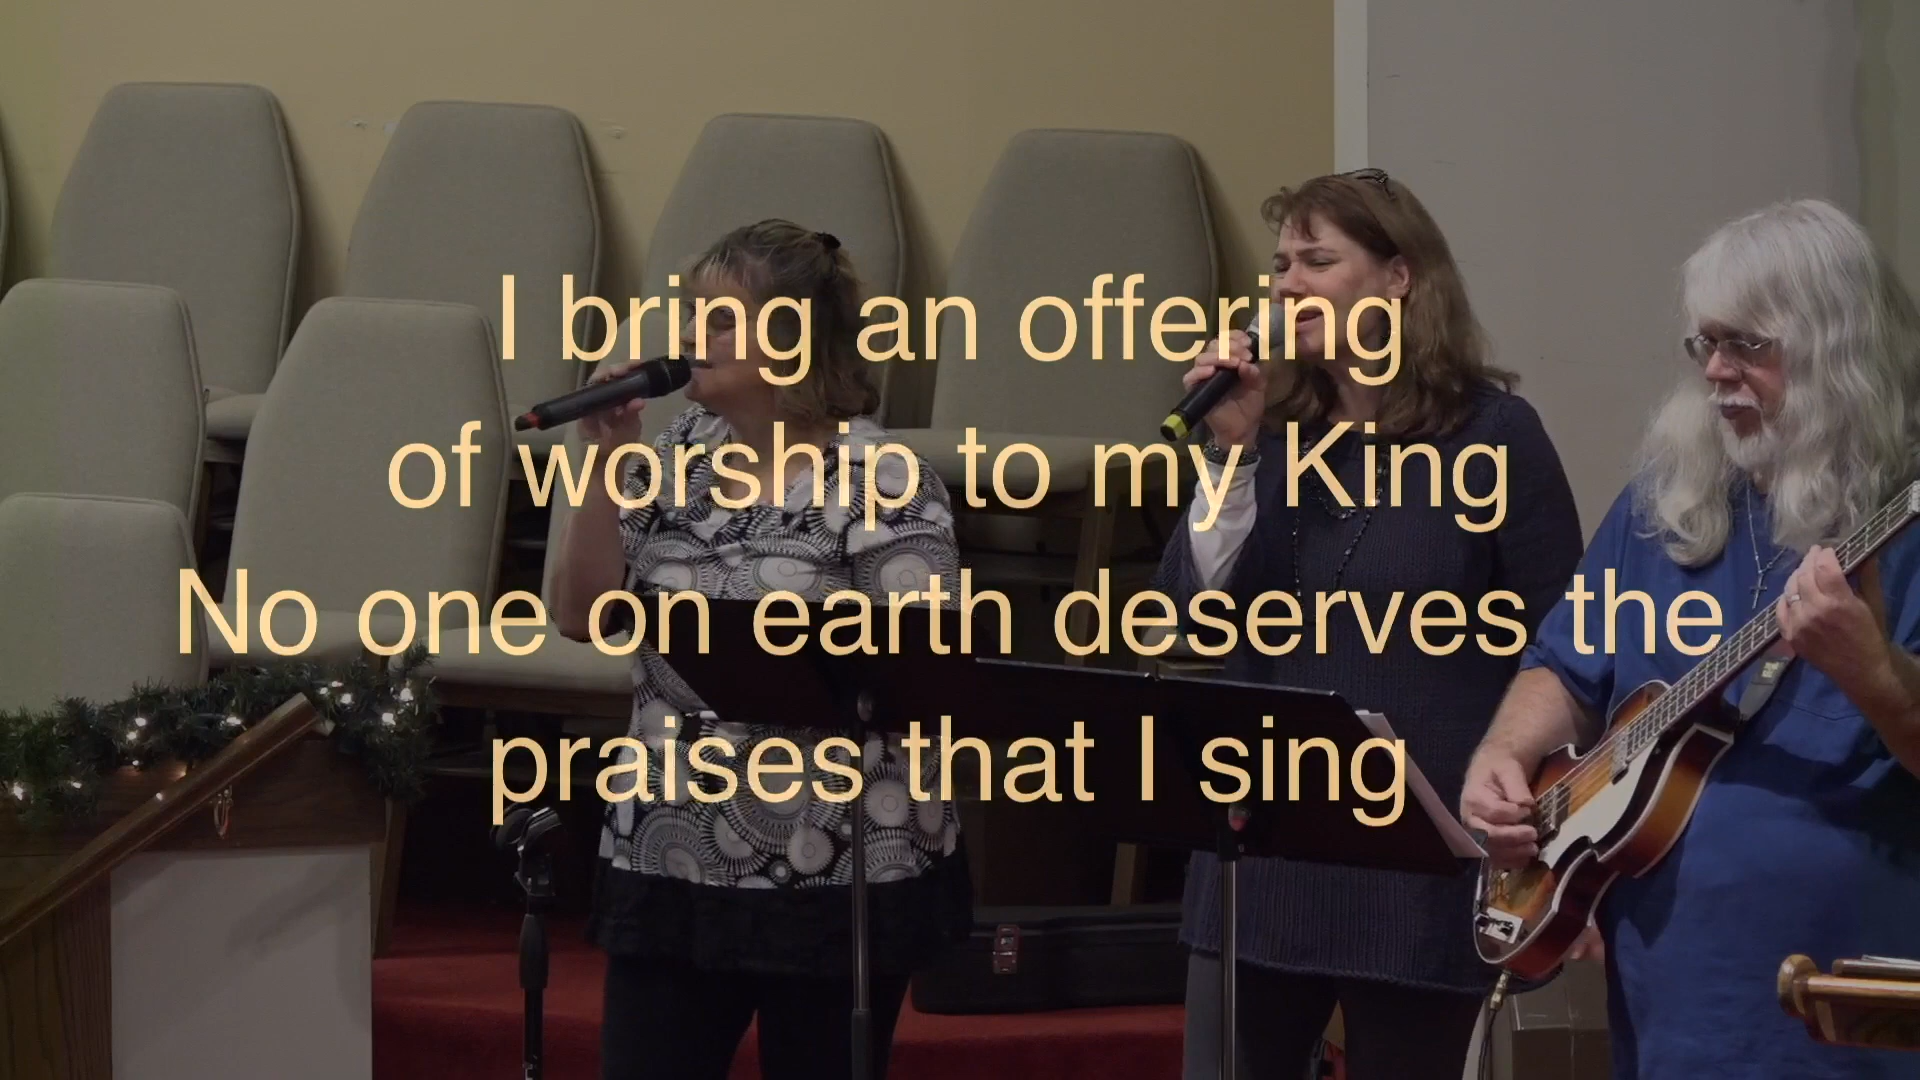 I bring an offering
of worship to my King
No one on earth deserves the
praises that I sing